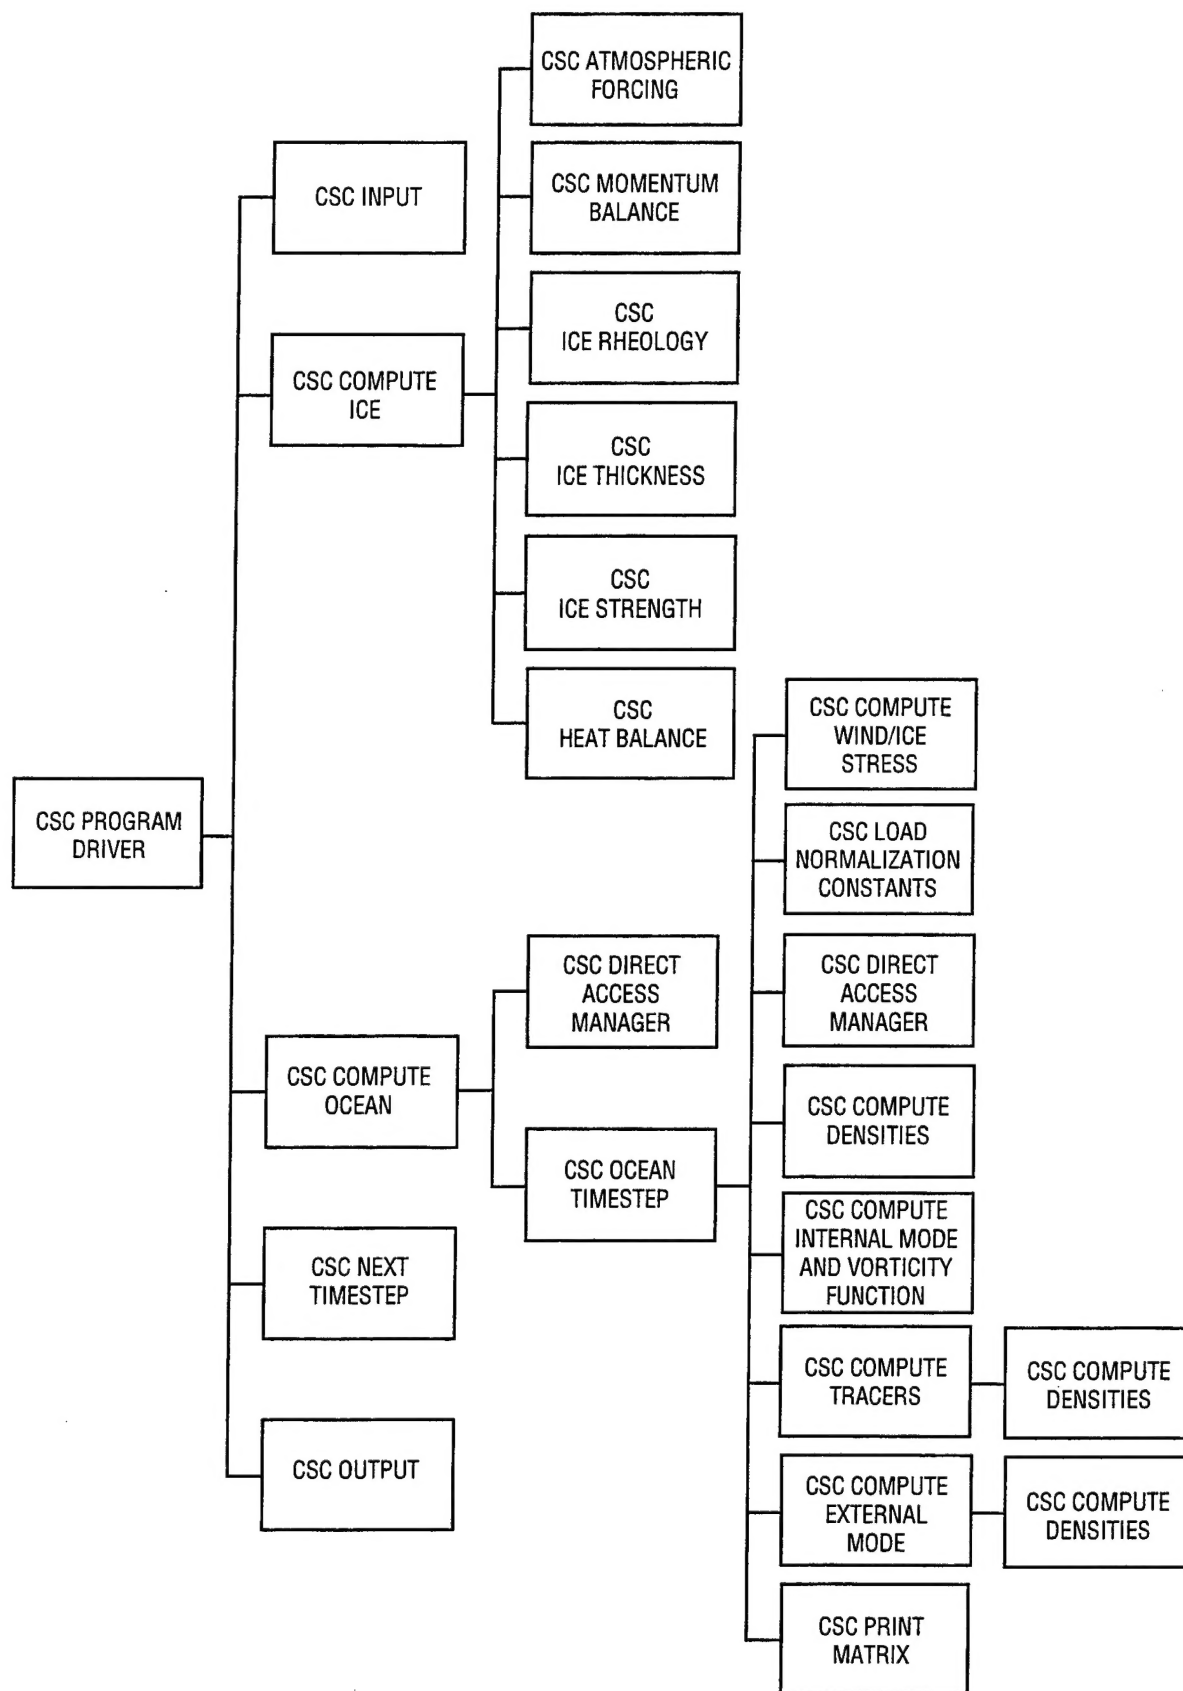 CSC ATMOSPHERIC
FORCING
CSC INPUT
CSC MOMENTUM
BALANCE
CSC
ICE RHEOLOGY
CSC COMPUTE
ICE
CSC
ICE THICKNESS
CSC
ICE STRENGTH
CSC
HEAT BALANCE
CSC COMPUTE
WIND/ICE
STRESS
CSC PROGRAM
DRIVER
CSC LOAD
NORMALIZATION
CONSTANTS
CSC DIRECT
ACCESS
MANAGER
CSC DIRECT
ACCESS
MANAGER
CSC COMPUTE
OCEAN
CSC COMPUTE
DENSITIES
CSC OCEAN
TIMESTEP
CSC COMPUTE
INTERNAL MODE
AND VORTICITY
FUNCTION
CSC NEXT
TIMESTEP
CSC COMPUTE
TRACERS
CSC COMPUTE
DENSITIES
CSC OUTPUT
CSC COMPUTE
EXTERNAL
MODE
CSC COMPUTE
DENSITIES
CSC PRINT
MATRIX